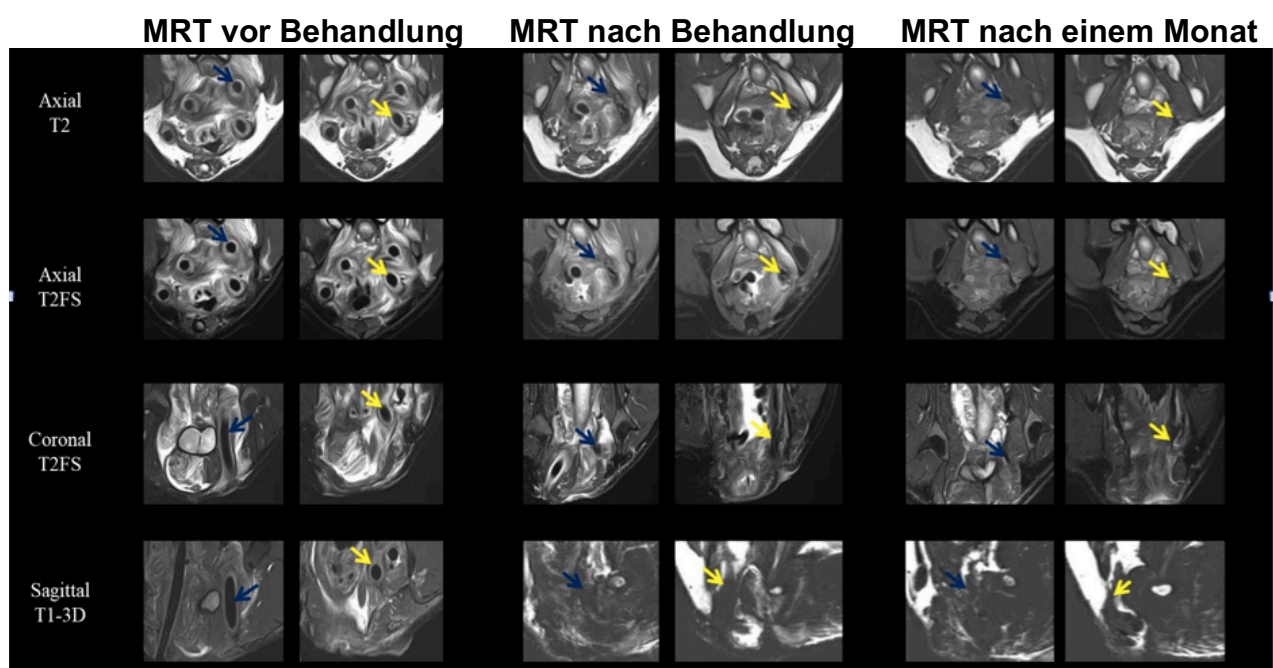 MRT vor Behandlung MRT nach Behandlung MRT nach einem Monat
Axial
T2
Axial
T2FS
Coronal
T2FS
Sagittal
T1-3D